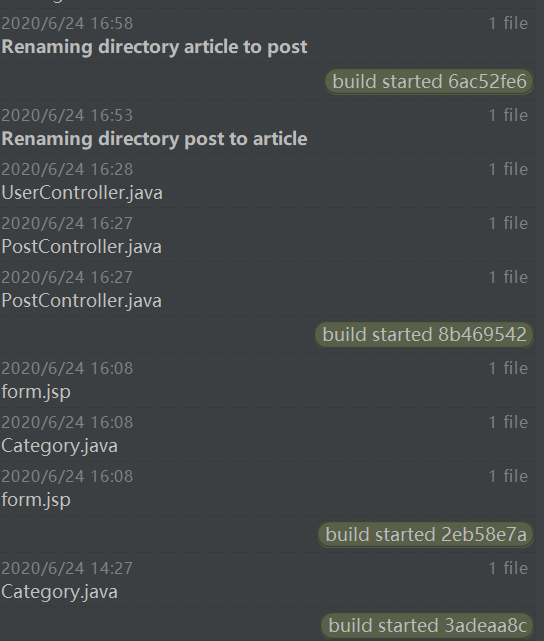 2020/6/24 16:58 1 file
Renaming directory article to post
build started 6ac52fe6
2020/6/24 16:53 1 file
Renaming directory post to article
2020/6/24 16:28 1 file
UserController.java
2020/6/24 16:27 1 file
PostController.java
2020/6/24 16:27 1 file
PostController.java
build started 8b469542
2020/6/24 16:08 1 file
form.jsp
2020/6/24 16:08 1 file
Category.java
2020/6/24 16:08 1 file
form.jsp
build started 2eb58e7a
2020/6/24 14:27 1 file
Category.java
build started 3adeaa8c